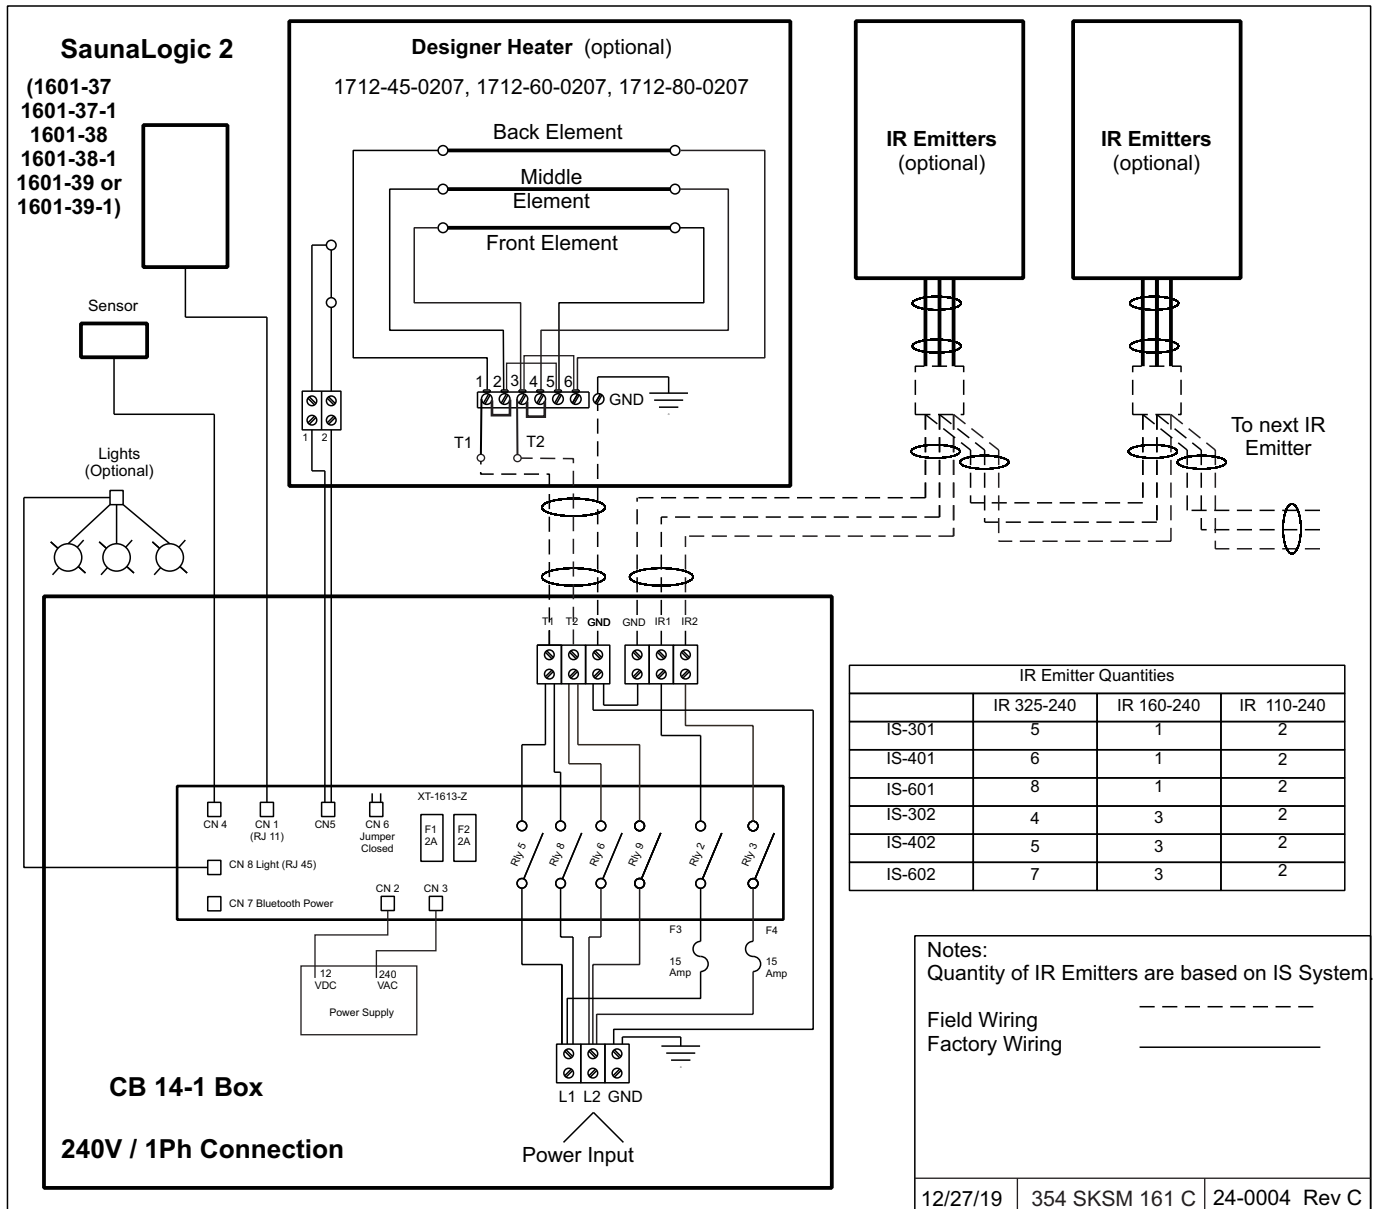 SaunaLogic 2
(1601-37
1601-37-1
1601-38
1601-38-1
1601-39 or
1601-39-1)
Designer Heater (optional)
1712-45-0207, 1712-60-0207, 1712-80-0207
Back Element
Middle
Element
Front Element
1 2 3 4 5 6
GND
T1 T2
1 2
IR Emitters
(optional)
IR Emitters
(optional)
To next IR
Emitter
Sensor
Lights
(Optional)
T1 T2 GND GND IR1 IR2
XT-1613-Z
CN 4
CN 1
(RJ 11)
CN5
CN 6
Jumper
Closed
F1
2A
F2
2A
Rly 5
Rly 8
Rly 6
Rly 9
Rly 2
Rly 3
CN 8 Light (RJ 45)
CN 7 Bluetooth Power
CN 2
CN 3
12
VDC
240
VAC
Power Supply
F3
15
Amp
F4
15
Amp
L1 L2 GND
Power Input
CB 14-1 Box
240V / 1Ph Connection
IR Emitter Quantities
IR 325-240 IR 160-240 IR 110-240
IS-301 5 1 2
IS-401 6 1 2
IS-601 8 1 2
IS-302 4 3 2
IS-402 5 3 2
IS-602 7 3 2
Notes:
Quantity of IR Emitters are based on IS System.
Field Wiring
Factory Wiring
12/27/19 354 SKSM 161 C 24-0004 Rev C